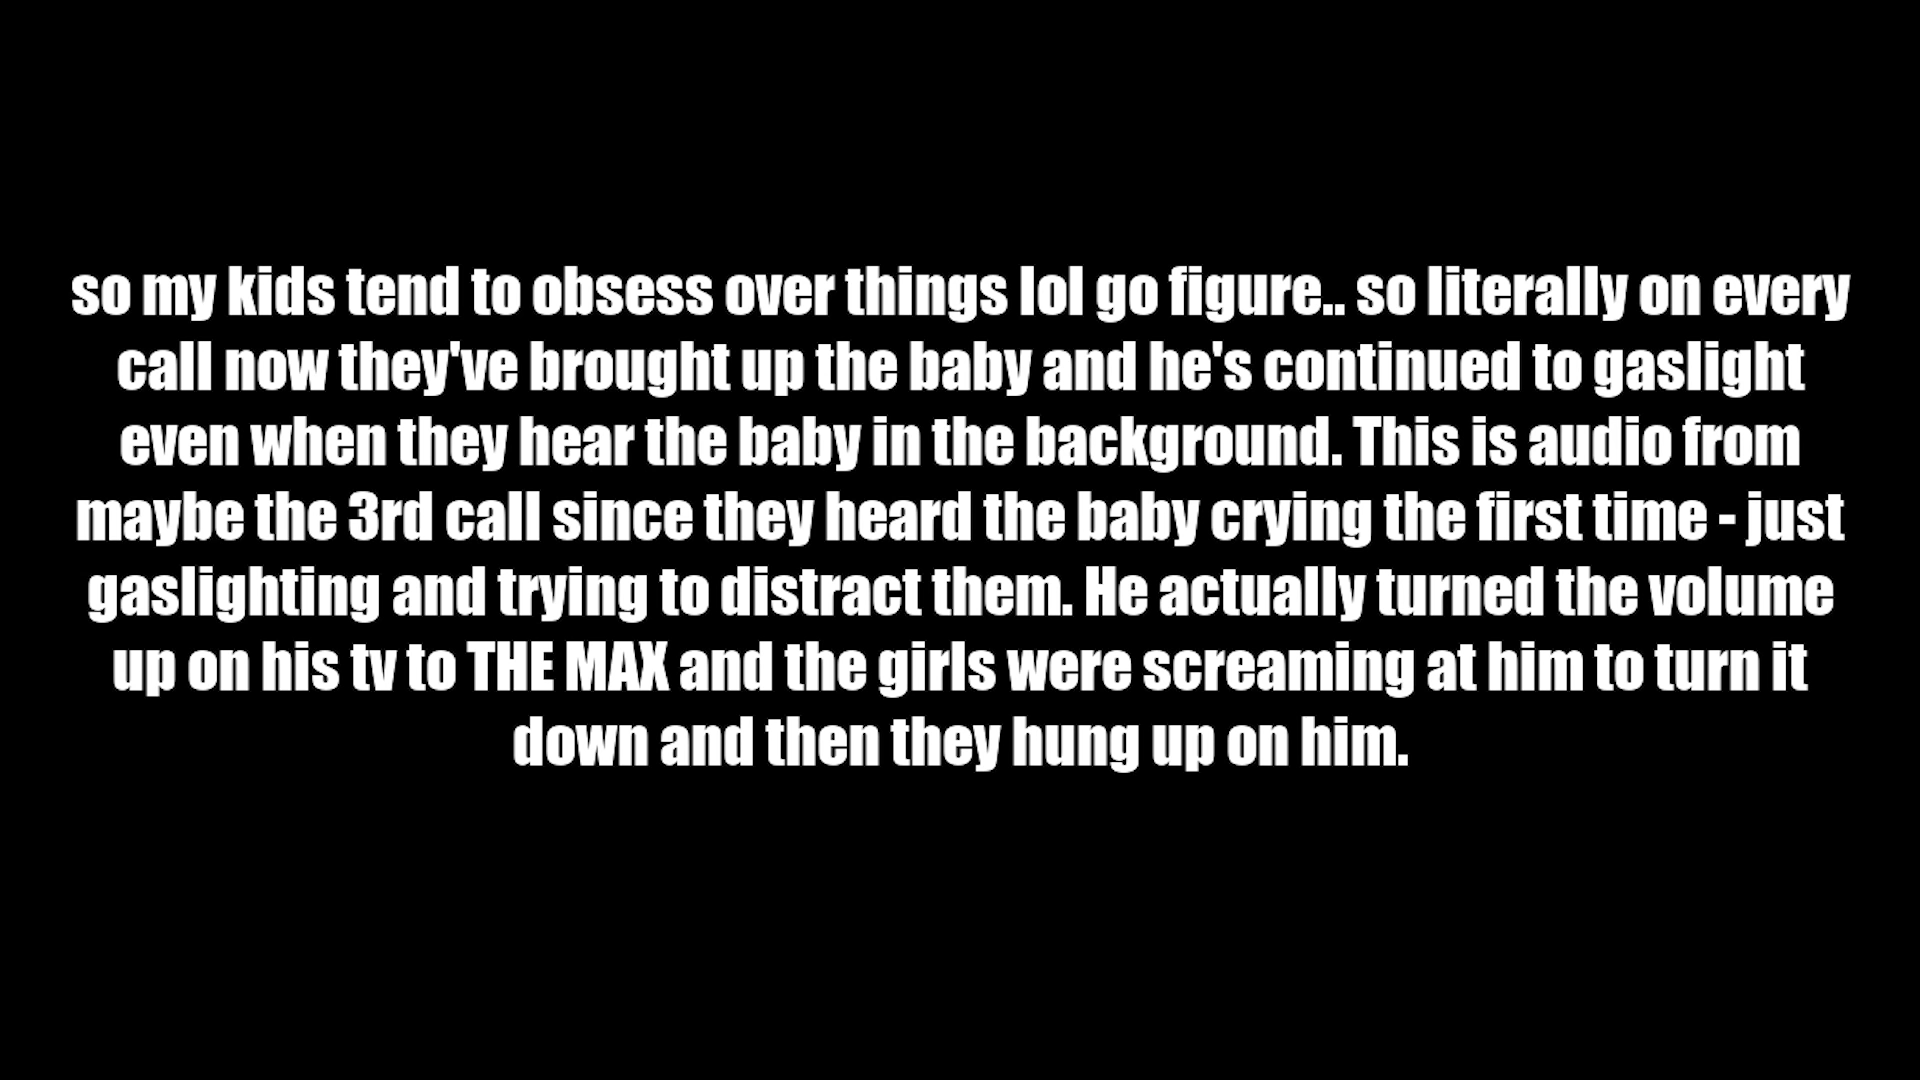 so my kids tend to obsess over things lol go figure.. so literally on every
call now they've brought up the baby and he's continued to gaslight
even when they hear the baby in the background. This is audio from
maybe the 3rd call since they heard the baby crying the first time - just
gaslighting and trying to distract them. He actually turned the volume
up on his tv to THE MAX and the girls were screaming at him to turn it
down and then they hung up on him.